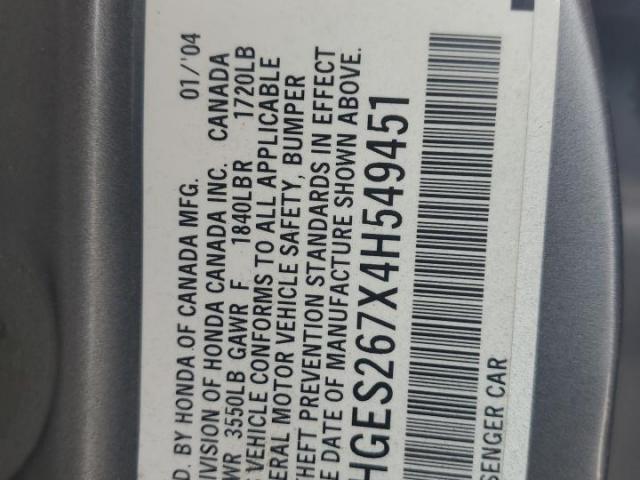 D. BY HONDA OF CANADA MFG. 01/'04
IVISION OF HONDA CANADA INC. CANADA
WR 3550LB GAWR F 1840LBR 1720LB
S VEHICLE CONFORMS TO ALL APPLICABLE
ERAL MOTOR VEHICLE SAFETY, BUMPER
THEFT PREVENTION STANDARDS IN EFFECT
E DATE OF MANUFACTURE SHOWN ABOVE.
HGES267X4H549451
SENGER CAR